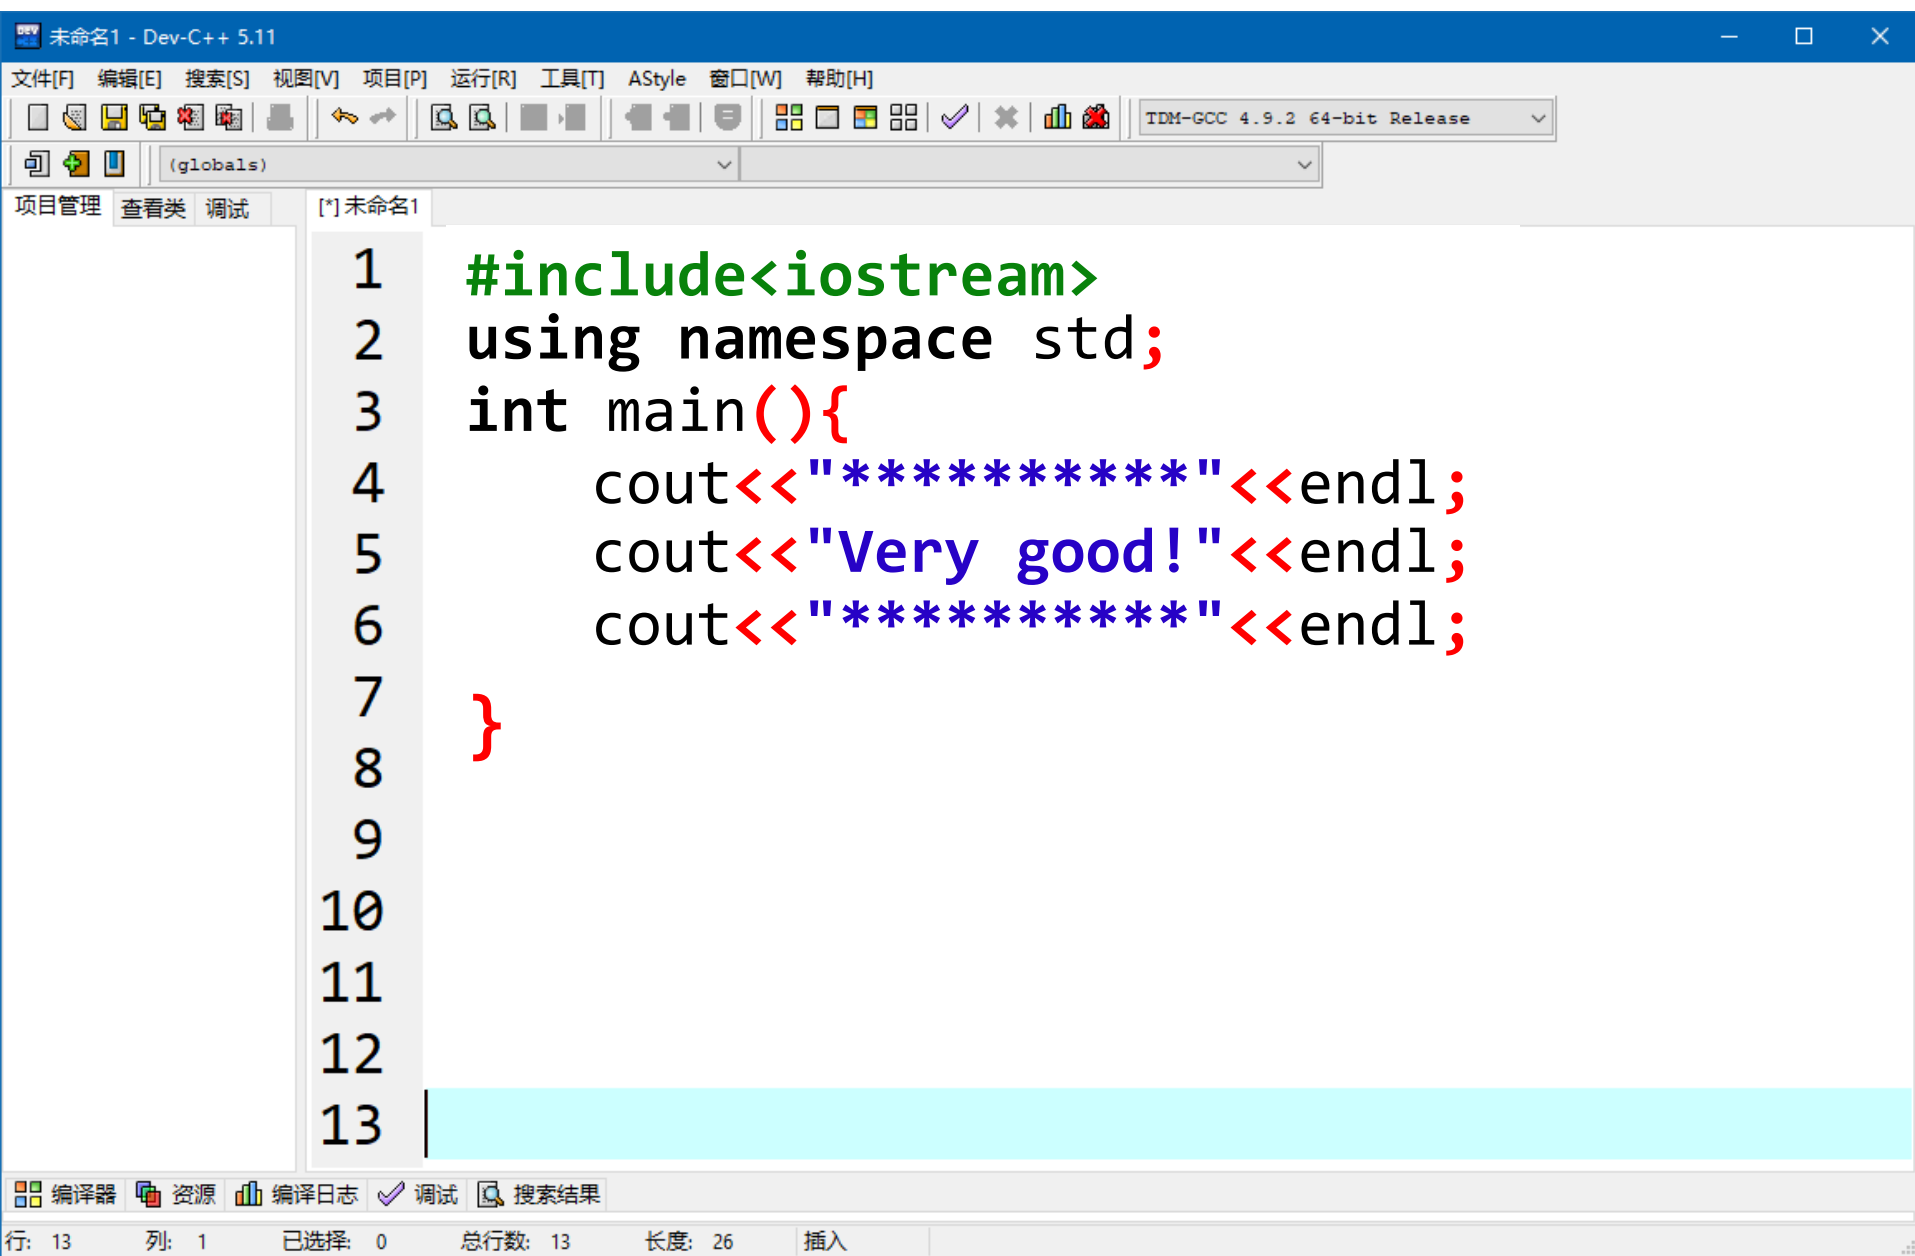 未命名1 - Dev-C++ 5.11
文件[F] 编辑[E] 搜索[S] 视图[V] 项目[P] 运行[R] 工具[T] AStyle 窗口[W] 帮助[H]
TDM-GCC 4.9.2 64-bit Release
(globals)
项目管理 查看类 调试 [*] 未命名1
1 #include<iostream>
2 using namespace std;
3 int main(){
4 cout<<"**********"<<endl;
5 cout<<"Very good!"<<endl;
6 cout<<"**********"<<endl;
7 }
8
9
10
11
12
13
编译器 资源 编译日志 调试 搜索结果
行: 13 列: 1 已选择: 0 总行数: 13 长度: 26 插入